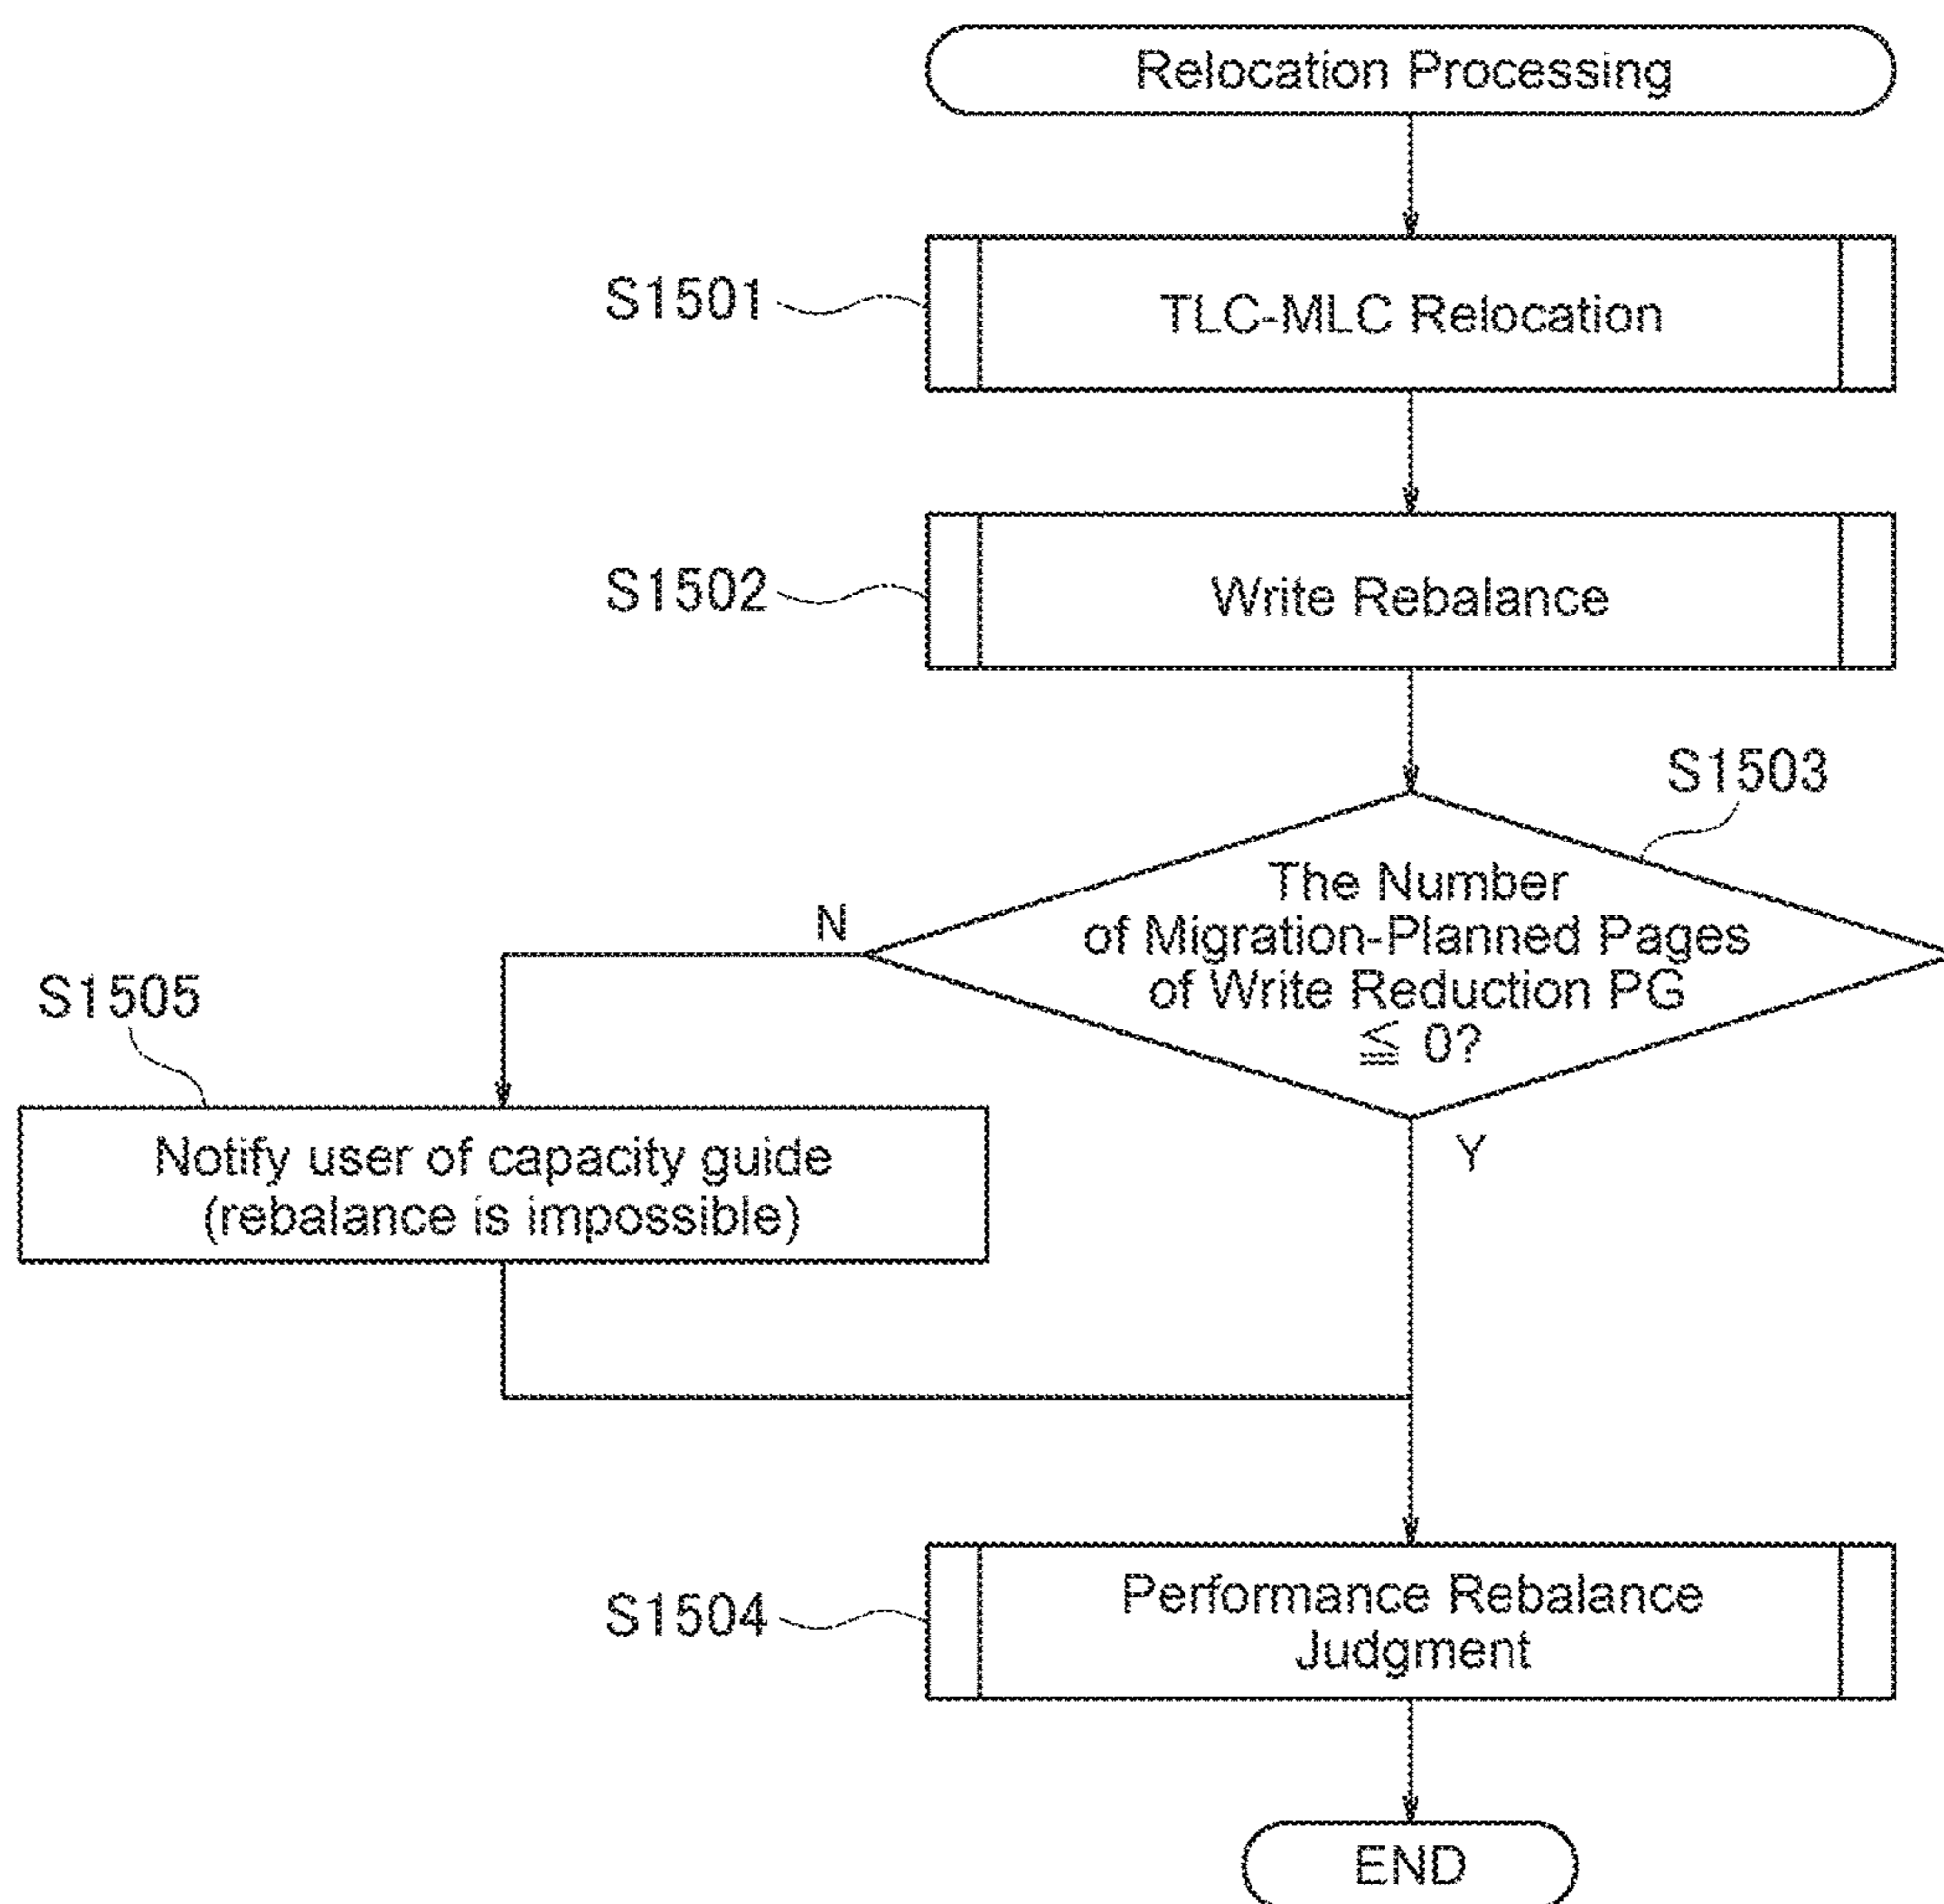 Relocation Processing
S1501
TLC-MLC Relocation
S1502
Write Rebalance
S1503
The Number
of Migration-Planned Pages
of Write Reduction PG
≦ 0?
N
Y
S1505
Notify user of capacity guide
(rebalance is impossible)
S1504
Performance Rebalance
Judgment
END